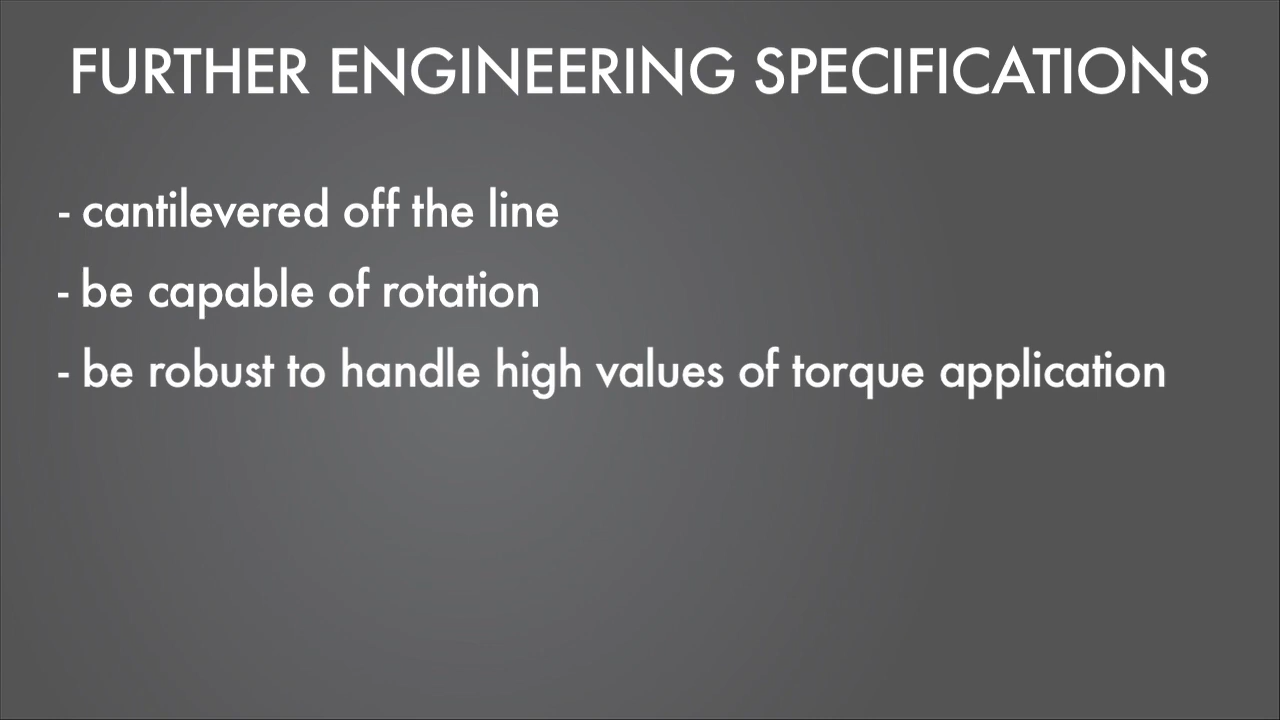 FURTHER ENGINEERING SPECIFICATIONS
- cantilevered off the line
- be capable of rotation
- be robust to handle high values of torque application